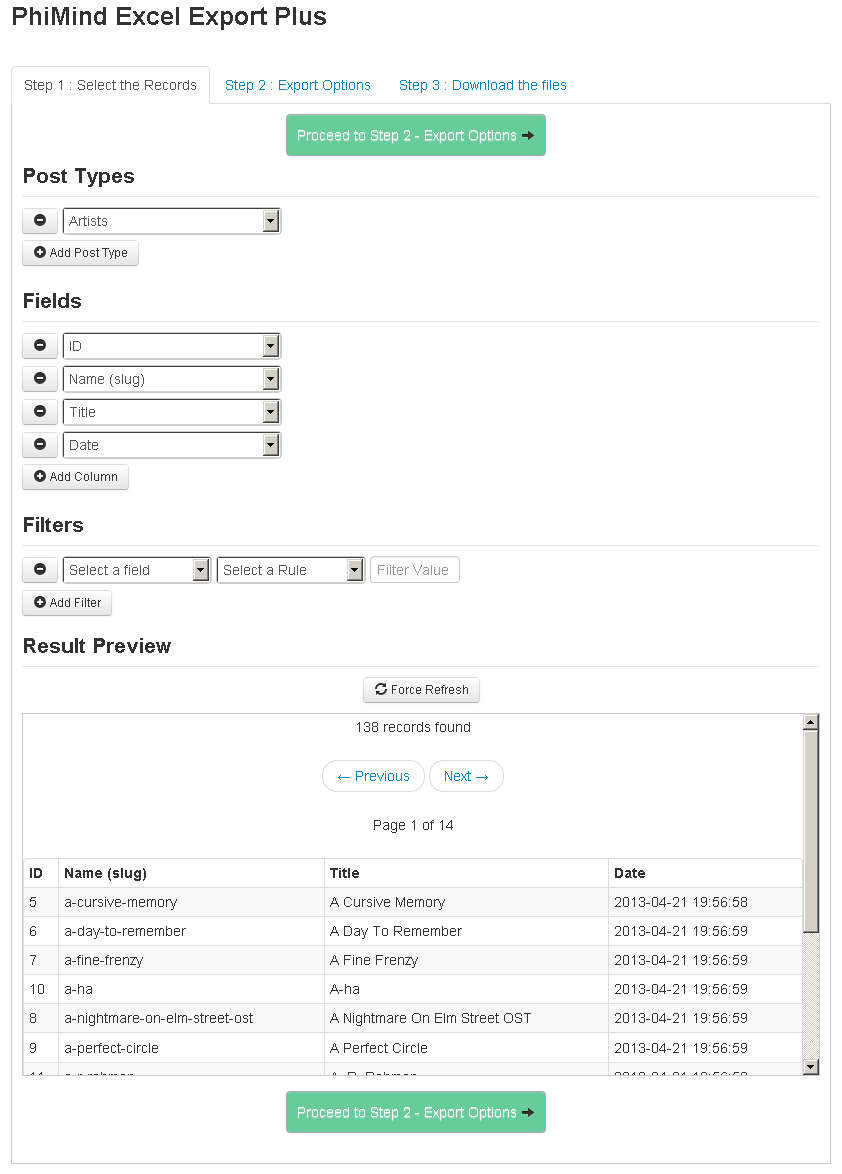 PhiMind Excel Export Plus
Step 1 : Select the Records Step 2 : Export Options Step 3 : Download the files
Proceed to Step 2 - Export Options
Post Types
Artists
Add Post Type
Fields
ID
Name (slug)
Title
Date
Add Column
Filters
Select a field Select a Rule Filter Value
Add Filter
Result Preview
Force Refresh
138 records found
← Previous Next →
Page 1 of 14
ID Name (slug) Title Date
5 a-cursive-memory A Cursive Memory 2013-04-21 19:56:58
6 a-day-to-remember A Day To Remember 2013-04-21 19:56:59
7 a-fine-frenzy A Fine Frenzy 2013-04-21 19:56:59
10 a-ha A-ha 2013-04-21 19:56:59
8 a-nightmare-on-elm-street-ost A Nightmare On Elm Street OST 2013-04-21 19:56:59
9 a-perfect-circle A Perfect Circle 2013-04-21 19:56:59
Proceed to Step 2 - Export Options